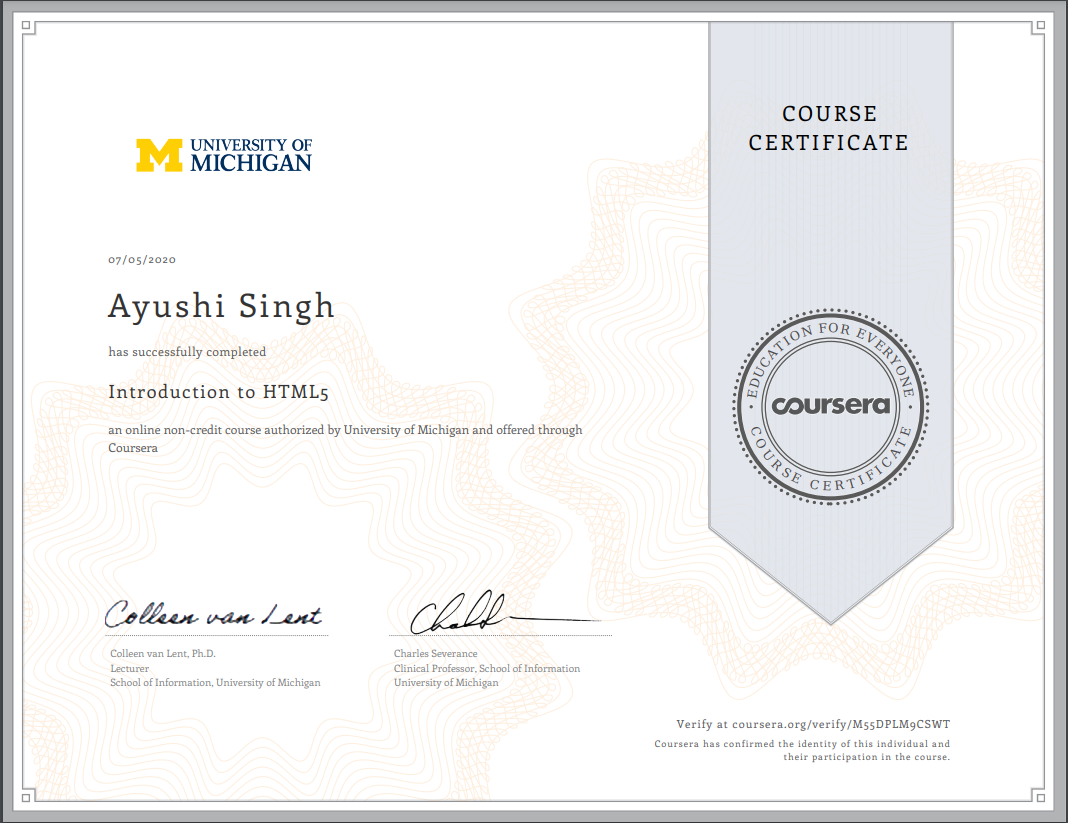 UNIVERSITY OF
MICHIGAN
COURSE
CERTIFICATE
07/05/2020
Ayushi Singh
has successfully completed
Introduction to HTML5
an online non-credit course authorized by University of Michigan and offered through
Coursera
EDUCATION FOR EVERYONE
coursera
COURSE CERTIFICATE
Colleen van Lent
Colleen van Lent, Ph.D.
Lecturer
School of Information, University of Michigan
Charles Severance
Clinical Professor, School of Information
University of Michigan
Verify at coursera.org/verify/M55DPLM9CSWT
Coursera has confirmed the identity of this individual and
their participation in the course.